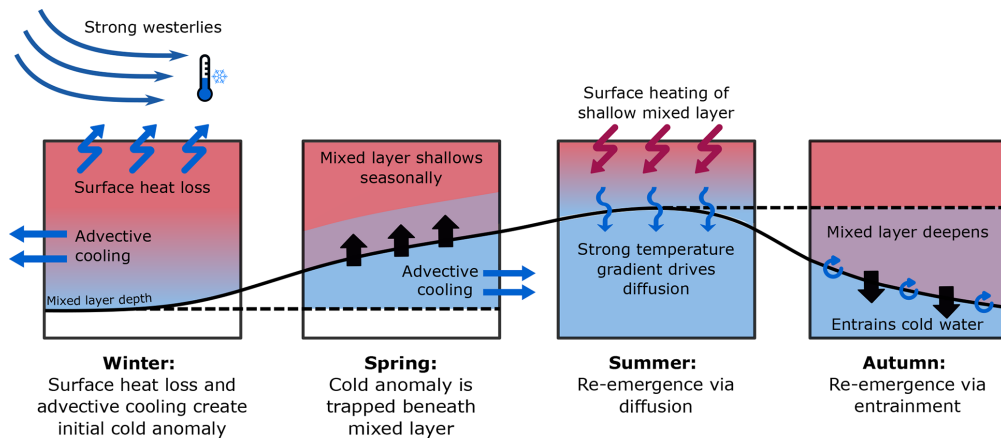 Strong westerlies
Surface heat loss
Advective
cooling
Mixed layer depth
Winter:
Surface heat loss and
advective cooling create
initial cold anomaly
Mixed layer shallows
seasonally
Advective
cooling
Spring:
Cold anomaly is
trapped beneath
mixed layer
Surface heating of
shallow mixed layer
Strong temperature
gradient drives
diffusion
Summer:
Re-emergence via
diffusion
Mixed layer deepens
Entrains cold water
Autumn:
Re-emergence via
entrainment